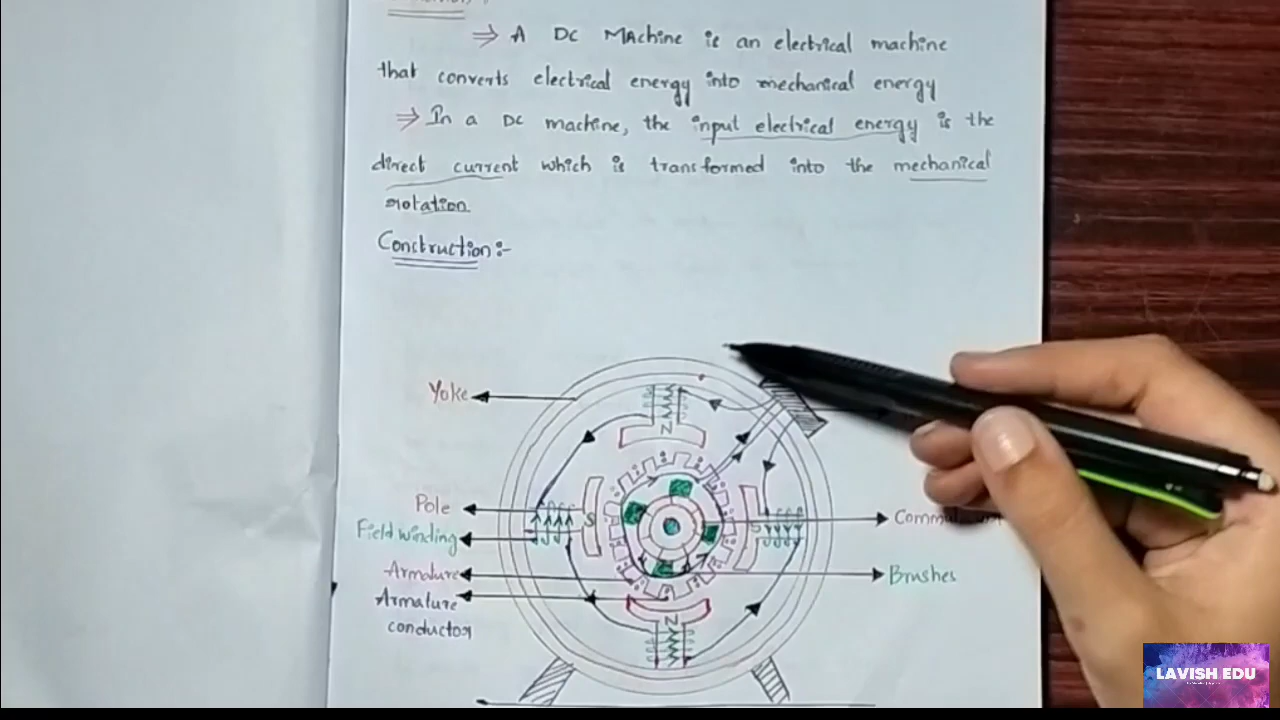 ⇒ A DC Machine is an electrical machine
that converts electrical energy into mechanical energy
⇒ In a DC machine, the input electrical energy is the
direct current which is transformed into the mechanical
rotation
Construction:-
Yoke
N
Pole
S
S
Field winding
Armature
Brushes
Armature
conductor
N
LAVISH EDU